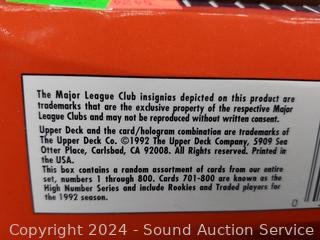 The Major League Club insignias depicted on this product are
trademarks that are the exclusive property of the respective Major
League Clubs and may not be reproduced without written consent.
Upper Deck and the card/hologram combination are trademarks of
The Upper Deck Co. ©1992 The Upper Deck Company, 5909 Sea
Otter Place, Carlsbad, CA 92008. All Rights reserved. Printed in
the USA.
This box contains a random assortment of cards from our entire
set, numbers 1 through 800. Cards 701-800 are known as the
High Number Series and include Rookies and Traded players for
the 1992 season.
0
Copyright 2024 - Sound Auction Service